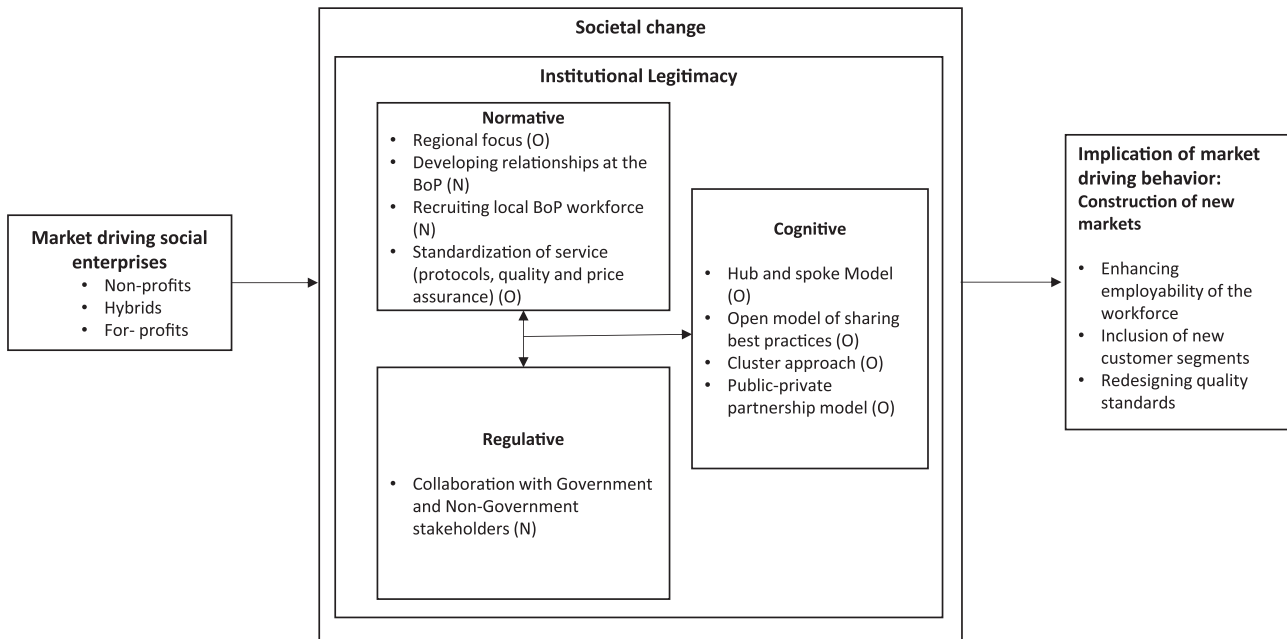 Societal change
Institutional Legitimacy
Market driving social
enterprises
• Non-profits
• Hybrids
• For- profits
Normative
• Regional focus (O)
• Developing relationships at the
BoP (N)
• Recruiting local BoP workforce
(N)
• Standardization of service
(protocols, quality and price
assurance) (O)
Regulative
• Collaboration with Government
and Non-Government
stakeholders (N)
Cognitive
• Hub and spoke Model
(O)
• Open model of sharing
best practices (O)
• Cluster approach (O)
• Public-private
partnership model (O)
Implication of market
driving behavior:
Construction of new
markets
• Enhancing
employability of the
workforce
• Inclusion of new
customer segments
• Redesigning quality
standards